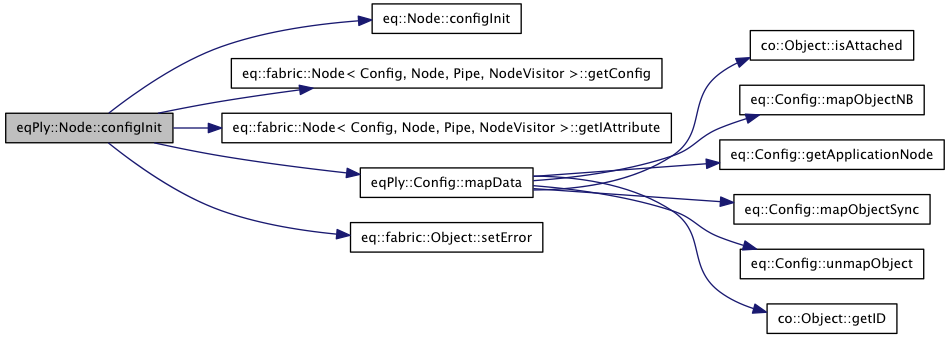 eqPly::Node::configInit
eq::Node::configInit
eq::fabric::Node< Config, Node, Pipe, NodeVisitor >::getConfig
eq::fabric::Node< Config, Node, Pipe, NodeVisitor >::getIAttribute
eqPly::Config::mapData
eq::fabric::Object::setError
co::Object::isAttached
eq::Config::mapObjectNB
eq::Config::getApplicationNode
eq::Config::mapObjectSync
eq::Config::unmapObject
co::Object::getID